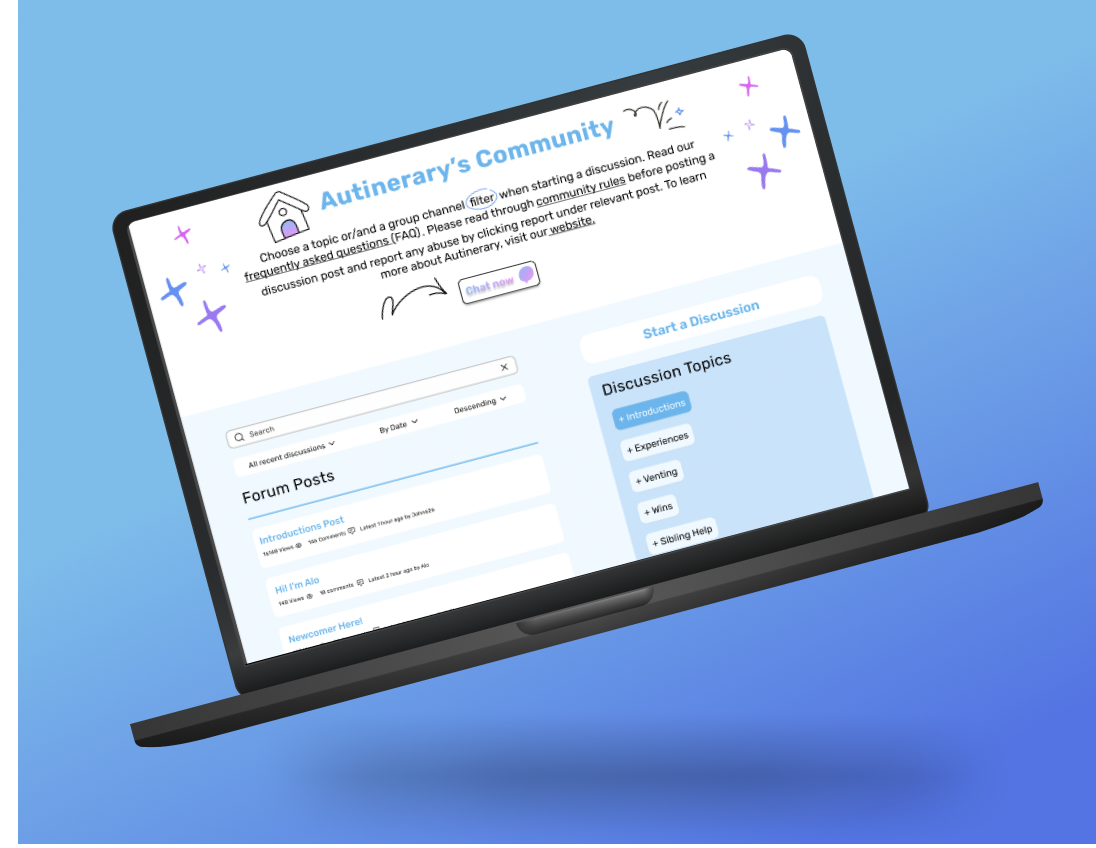 Autinerary's Community
Choose a topic or/and a group channel filter when starting a discussion. Read our
frequently asked questions (FAQ). Please read through community rules before posting a
discussion post and report any abuse by clicking report under relevant post. To learn
more about Autinerary, visit our website.
Chat now
Search
All recent discussions
By Date
Descending
Forum Posts
Introductions Post
Views
Comments
Latest 1 hour ago by
Hi! I'm Alo
148 Views
18 comments
Latest 2 hour ago by Alo
Newcomer Here!
Start a Discussion
Discussion Topics
+ Introductions
+ Experiences
+ Venting
+ Wins
+ Sibling Help